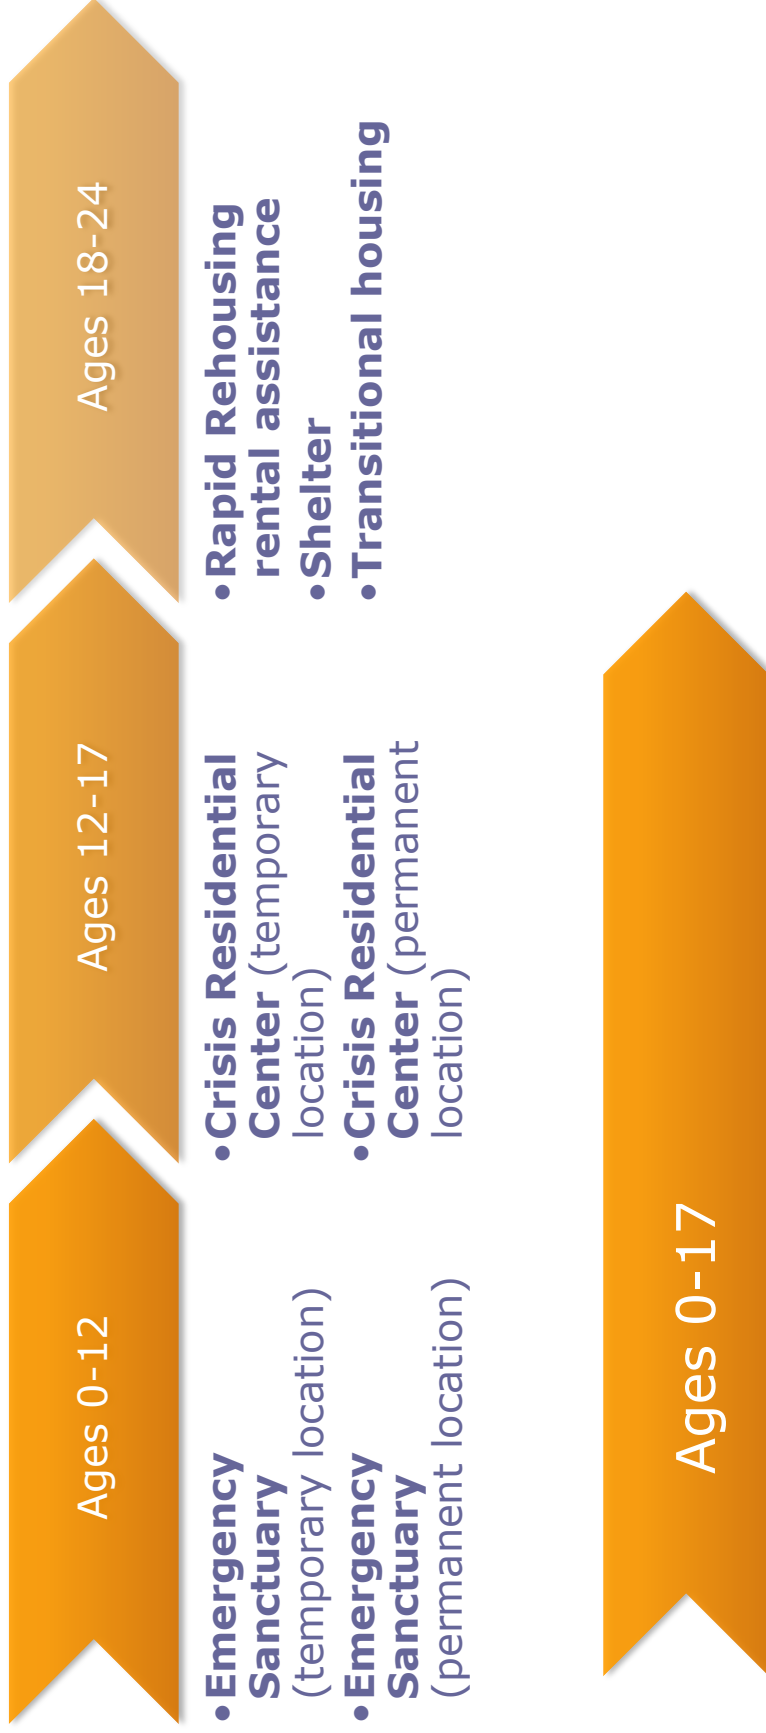 Ages 0-12
•Emergency
Sanctuary
(temporary location)
•Emergency
Sanctuary
(permanent location)
Ages 12-17
•Crisis Residential
Center (temporary
location)
•Crisis Residential
Center (permanent
location)
Ages 18-24
•Rapid Rehousing
rental assistance
•Shelter
•Transitional housing
Ages 0-17